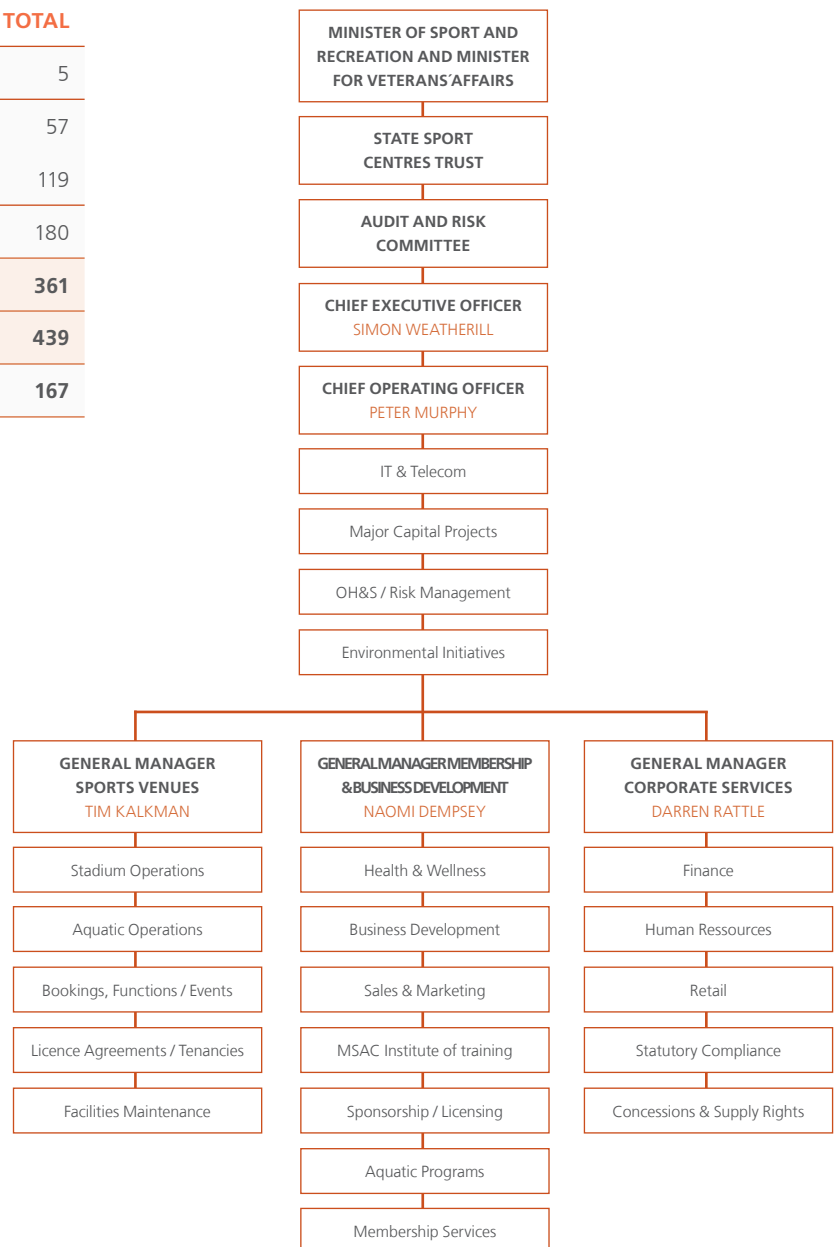 TOTAL
5
57
119
180
361
439
167
MINISTER OF SPORT AND
RECREATION AND MINISTER
FOR VETERANS´AFFAIRS
STATE SPORT
CENTRES TRUST
AUDIT AND RISK
COMMITTEE
CHIEF EXECUTIVE OFFICER
SIMON WEATHERILL
CHIEF OPERATING OFFICER
PETER MURPHY
IT & Telecom
Major Capital Projects
OH&S / Risk Management
Environmental Initiatives
GENERAL MANAGER
SPORTS VENUES
TIM KALKMAN
Stadium Operations
Aquatic Operations
Bookings, Functions / Events
Licence Agreements / Tenancies
Facilities Maintenance
GENERAL MANAGER MEMBERSHIP
& BUSINESS DEVELOPMENT
NAOMI DEMPSEY
Health & Wellness
Business Development
Sales & Marketing
MSAC Institute of training
Sponsorship / Licensing
Aquatic Programs
Membership Services
GENERAL MANAGER
CORPORATE SERVICES
DARREN RATTLE
Finance
Human Ressources
Retail
Statutory Compliance
Concessions & Supply Rights